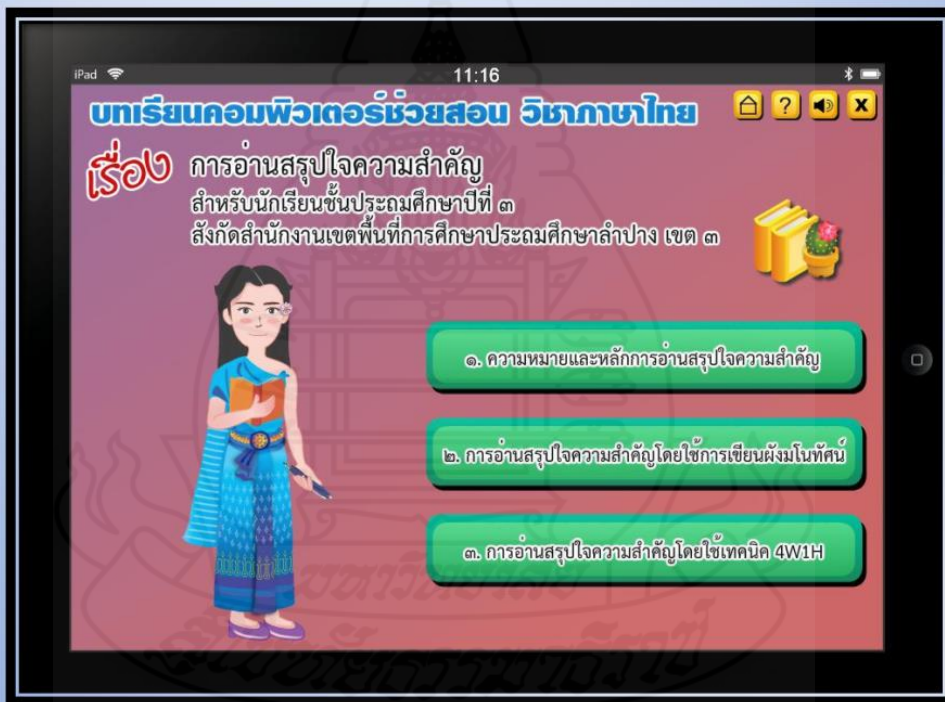 iPad 11:16
บทเรียนคอมพิวเตอร์ช่วยสอน วิชาภาษาไทย
? X
เรื่อง การอ่านสรุปใจความสำคัญ
สำหรับนักเรียนชั้นประถมศึกษาปีที่ ๓
สังกัดสำนักงานเขตพื้นที่การศึกษาประถมศึกษาลำปาง เขต ๓
๑. ความหมายและหลักการอ่านสรุปใจความสำคัญ
๒. การอ่านสรุปใจความสำคัญโดยใช้การเขียนผังมโนทัศน์
๓. การอ่านสรุปใจความสำคัญโดยใช้เทคนิค 4W1H